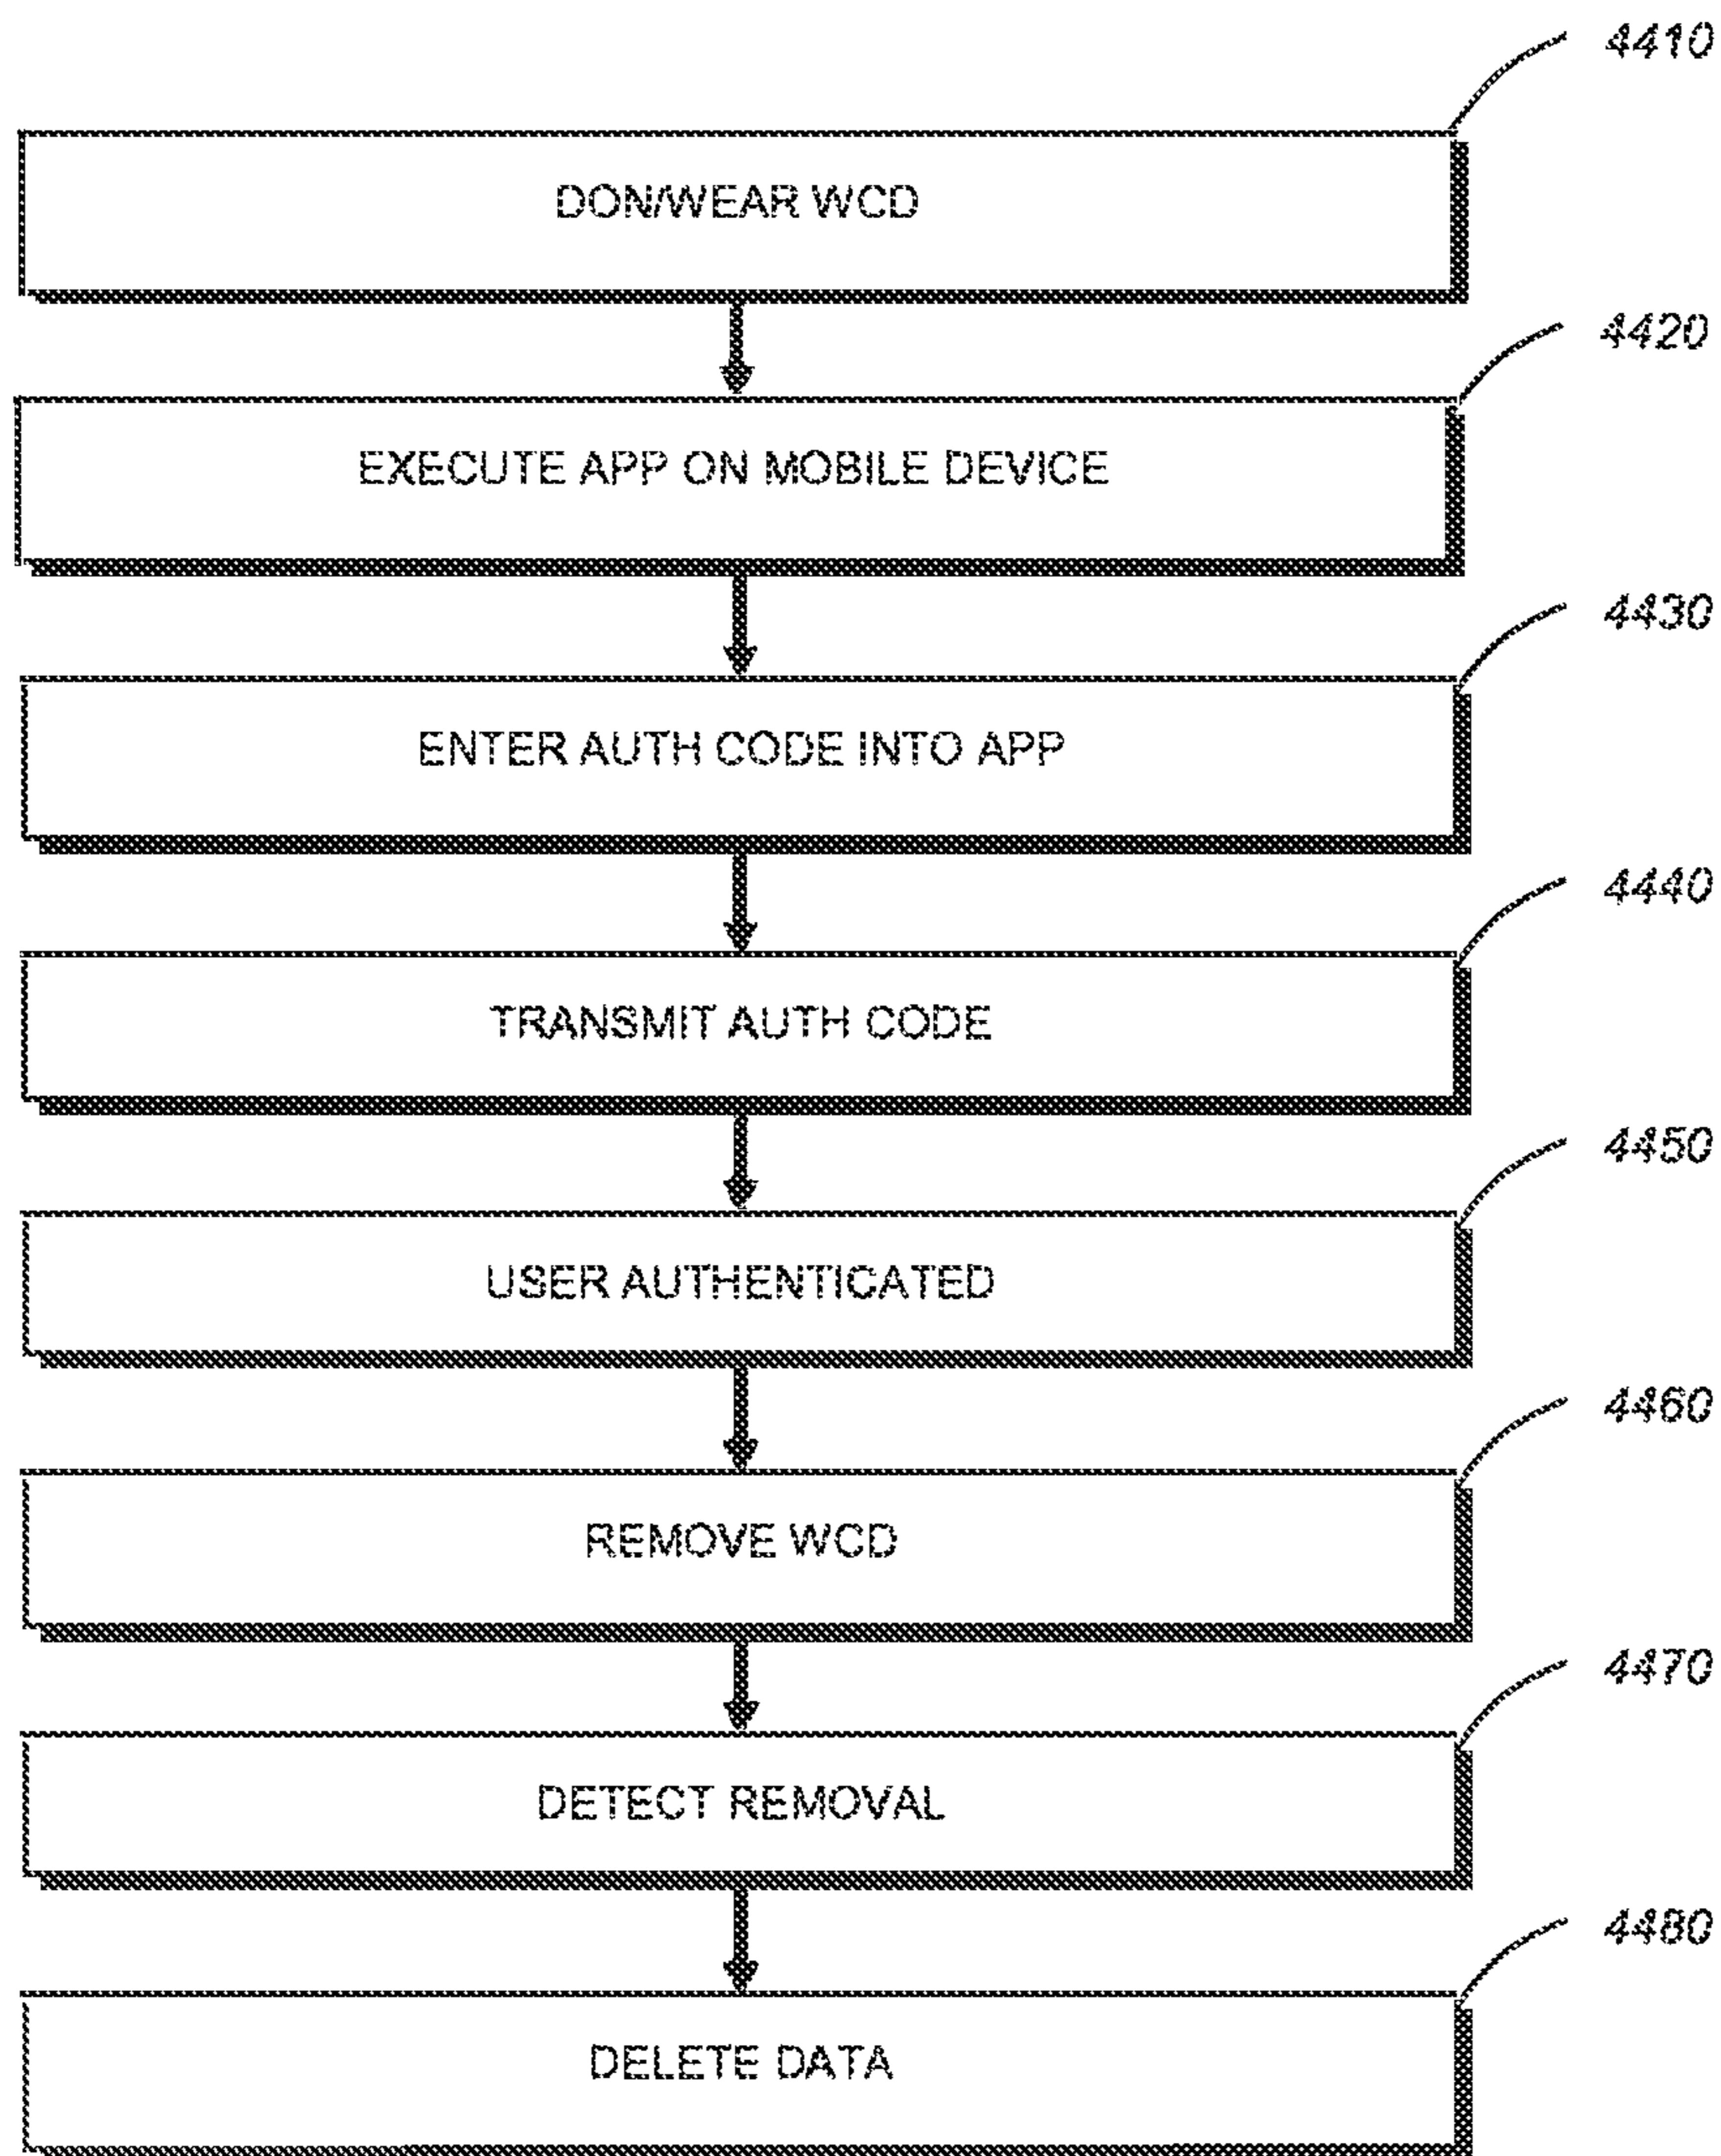 4410
DON/WEAR WCD
4420
EXECUTE APP ON MOBILE DEVICE
4430
ENTER AUTH CODE INTO APP
4440
TRANSMIT AUTH CODE
4450
USER AUTHENTICATED
4460
REMOVE WCD
4470
DETECT REMOVAL
4480
DELETE DATA